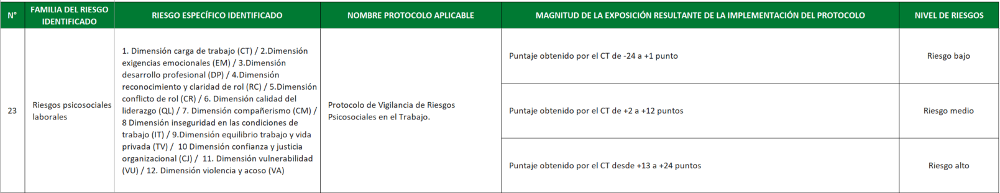 N°
FAMILIA DEL RIESGO
IDENTIFICADO
RIESGO ESPECÍFICO IDENTIFICADO
NOMBRE PROTOCOLO APLICABLE
MAGNITUD DE LA EXPOSICIÓN RESULTANTE DE LA IMPLEMENTACIÓN DEL PROTOCOLO
NIVEL DE RIESGOS
23
Riesgos psicosociales
laborales
1. Dimensión carga de trabajo (CT) / 2.Dimensión
exigencias emocionales (EM) / 3.Dimensión
desarrollo profesional (DP) / 4.Dimensión
reconocimiento y claridad de rol (RC) / 5.Dimensión
conflicto de rol (CR) / 6. Dimensión calidad del
liderazgo (QL) / 7. Dimensión compañerismo (CM) /
8 Dimensión inseguridad en las condiciones de
trabajo (IT) / 9.Dimensión equilibrio trabajo y vida
privada (TV) / 10 Dimensión confianza y justicia
organizacional (CJ) / 11. Dimensión vulnerabilidad
(VU) / 12. Dimensión violencia y acoso (VA)
Protocolo de Vigilancia de Riesgos
Psicosociales en el Trabajo.
Puntaje obtenido por el CT de -24 a +1 punto
Riesgo bajo
Puntaje obtenido por el CT de +2 a +12 puntos
Riesgo medio
Puntaje obtenido por el CT desde +13 a +24 puntos
Riesgo alto